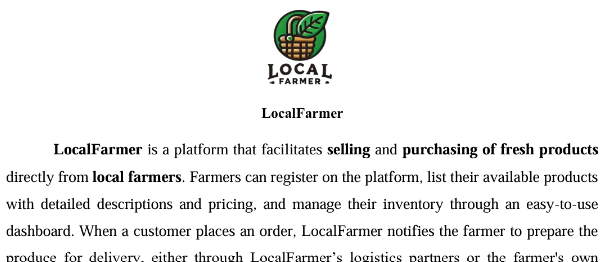 LOCAL
FARMER
LocalFarmer
LocalFarmer is a platform that facilitates selling and purchasing of fresh products
directly from local farmers. Farmers can register on the platform, list their available products
with detailed descriptions and pricing, and manage their inventory through an easy-to-use
dashboard. When a customer places an order, LocalFarmer notifies the farmer to prepare the
produce for delivery, either through LocalFarmer’s logistics partners or the farmer's own